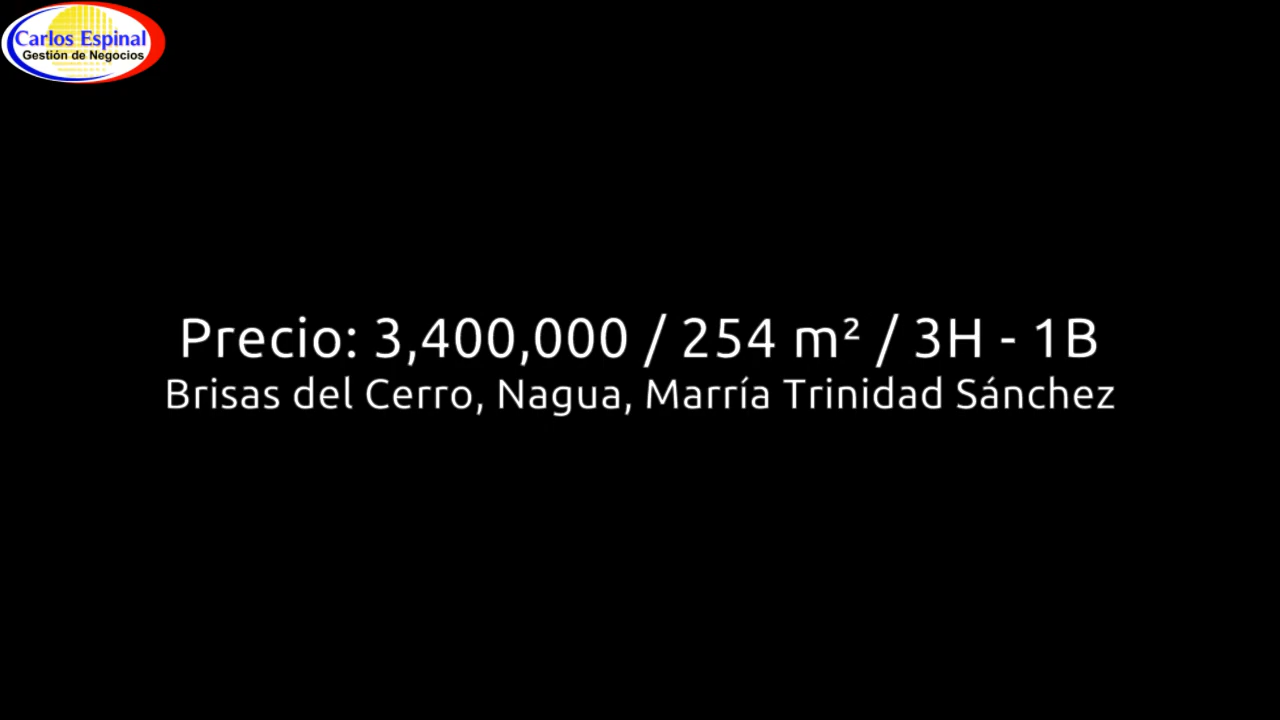 Carlos Espinal
Gestión de Negocios
Precio: 3,400,000 / 254 m² / 3H - 1B
Brisas del Cerro, Nagua, Marría Trinidad Sánchez